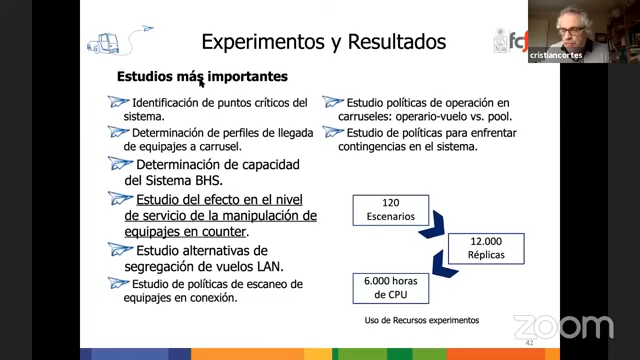 Experimentos y Resultados
cristiancortes
Estudios más importantes
Identificación de puntos críticos del
sistema.
Determinación de perfiles de llegada
de equipajes a carrusel.
Determinación de capacidad
del Sistema BHS.
Estudio del efecto en el nivel
de servicio de la manipulación de
equipajes en counter.
Estudio alternativas de
segregación de vuelos LAN.
Estudio de políticas de escaneo de
equipajes en conexión.
Estudio políticas de operación en
carruseles: operario-vuelo vs. pool.
Estudio de políticas para enfrentar
contingencias en el sistema.
120
Escenarios
12.000
Réplicas
6.000 horas
de CPU
Uso de Recursos experimentos
zoom
42